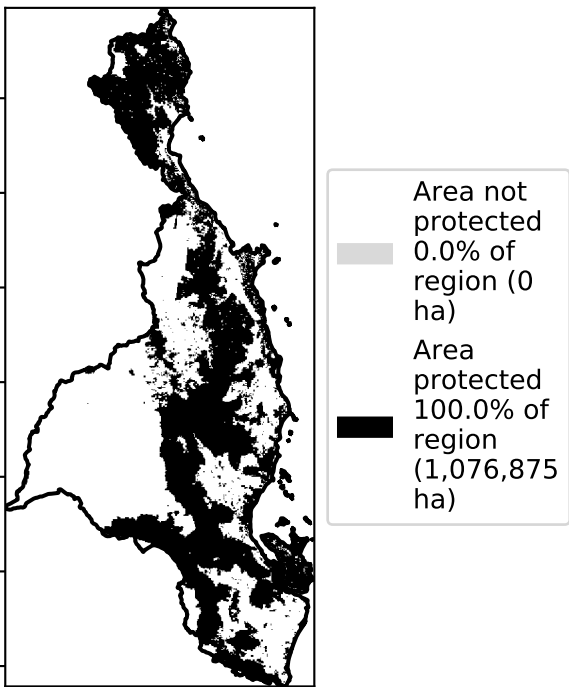 Area not
protected
0.0% of
region (0
ha)
Area
protected
100.0% of
region
(1,076,875
ha)